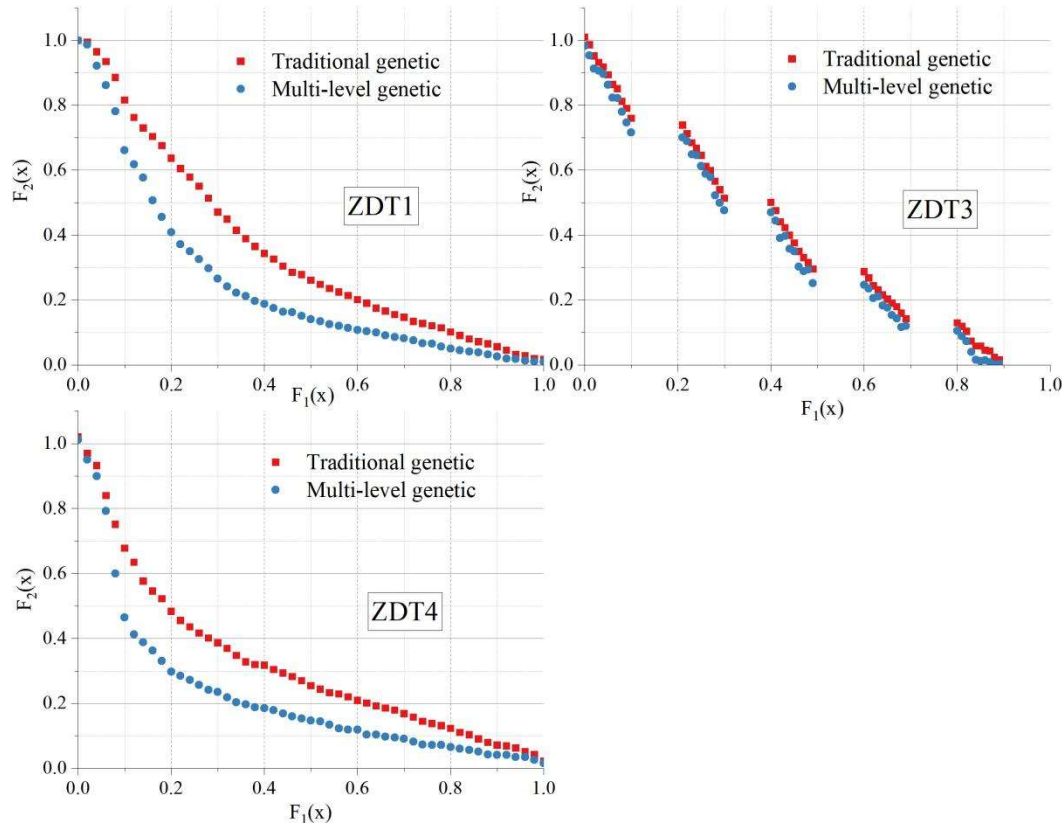 1.0
0.8
0.6
0.4
0.2
0.0
F₂(x)
Traditional genetic
Multi-level genetic
ZDT1
0.0 0.2 0.4 0.6 0.8 1.0
F₁(x)
1.0
0.8
0.6
0.4
0.2
0.0
F₂(x)
Traditional genetic
Multi-level genetic
ZDT3
0.0 0.2 0.4 0.6 0.8 1.0
F₁(x)
1.0
0.8
0.6
0.4
0.2
0.0
F₂(x)
Traditional genetic
Multi-level genetic
ZDT4
0.0 0.2 0.4 0.6 0.8 1.0
F₁(x)